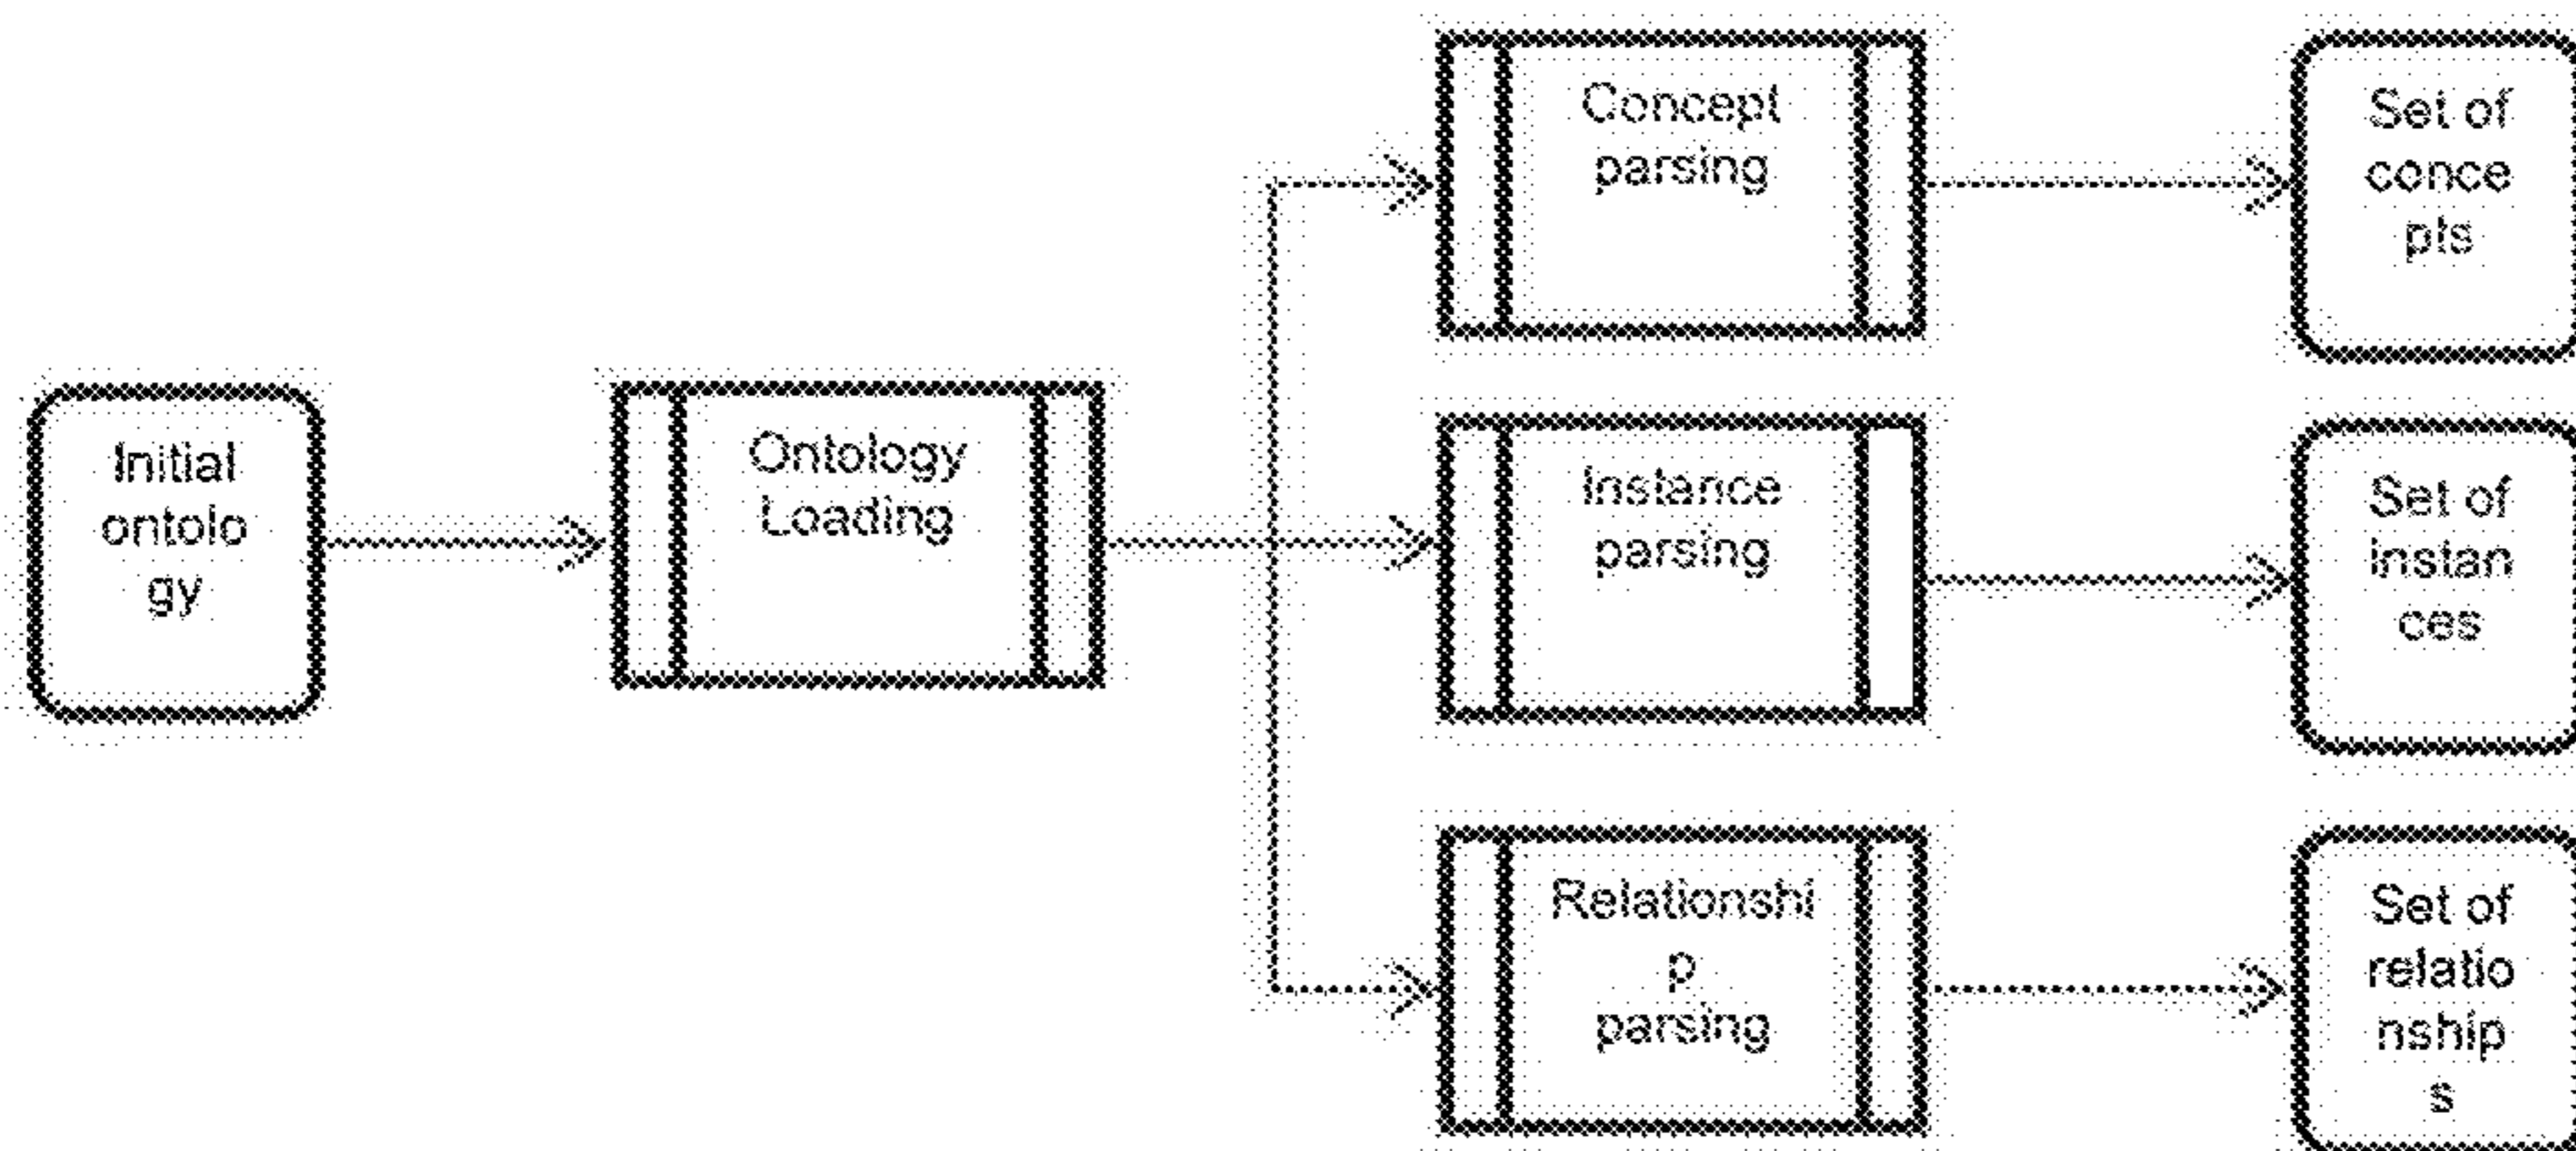 Initial
ontolo
gy
Ontology
Loading
Concept
parsing
Instance
parsing
Relationshi
p
parsing
Set of
conce
pts
Set of
instan
ces
Set of
relatio
nship
s